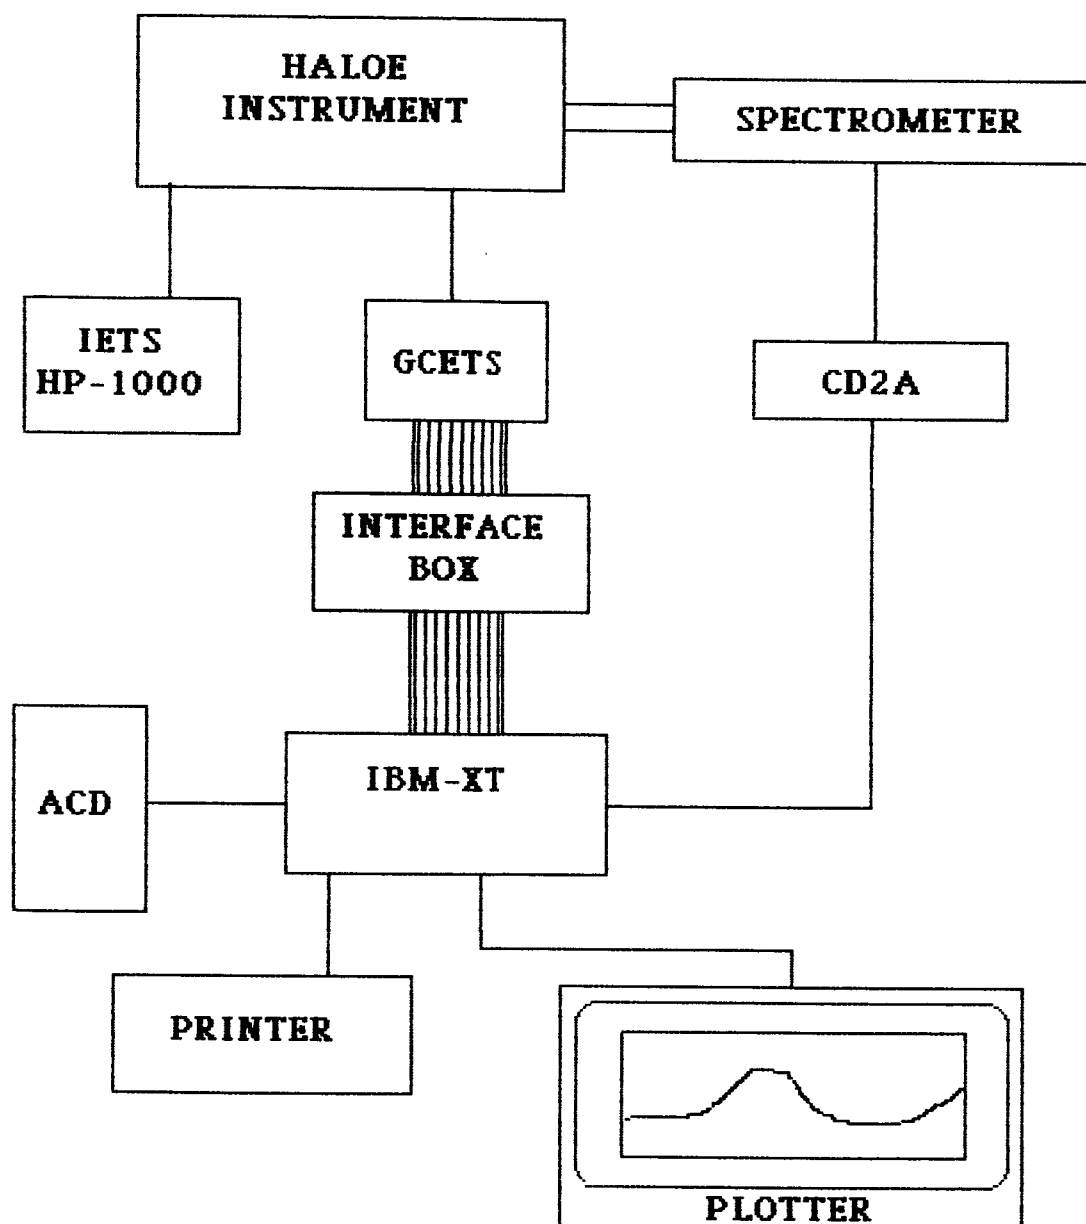 HALOE
INSTRUMENT
SPECTROMETER
IETS
HP-1000
GCETS
CD2A
INTERFACE
BOX
IBM-XT
ACD
PRINTER
PLOTTER